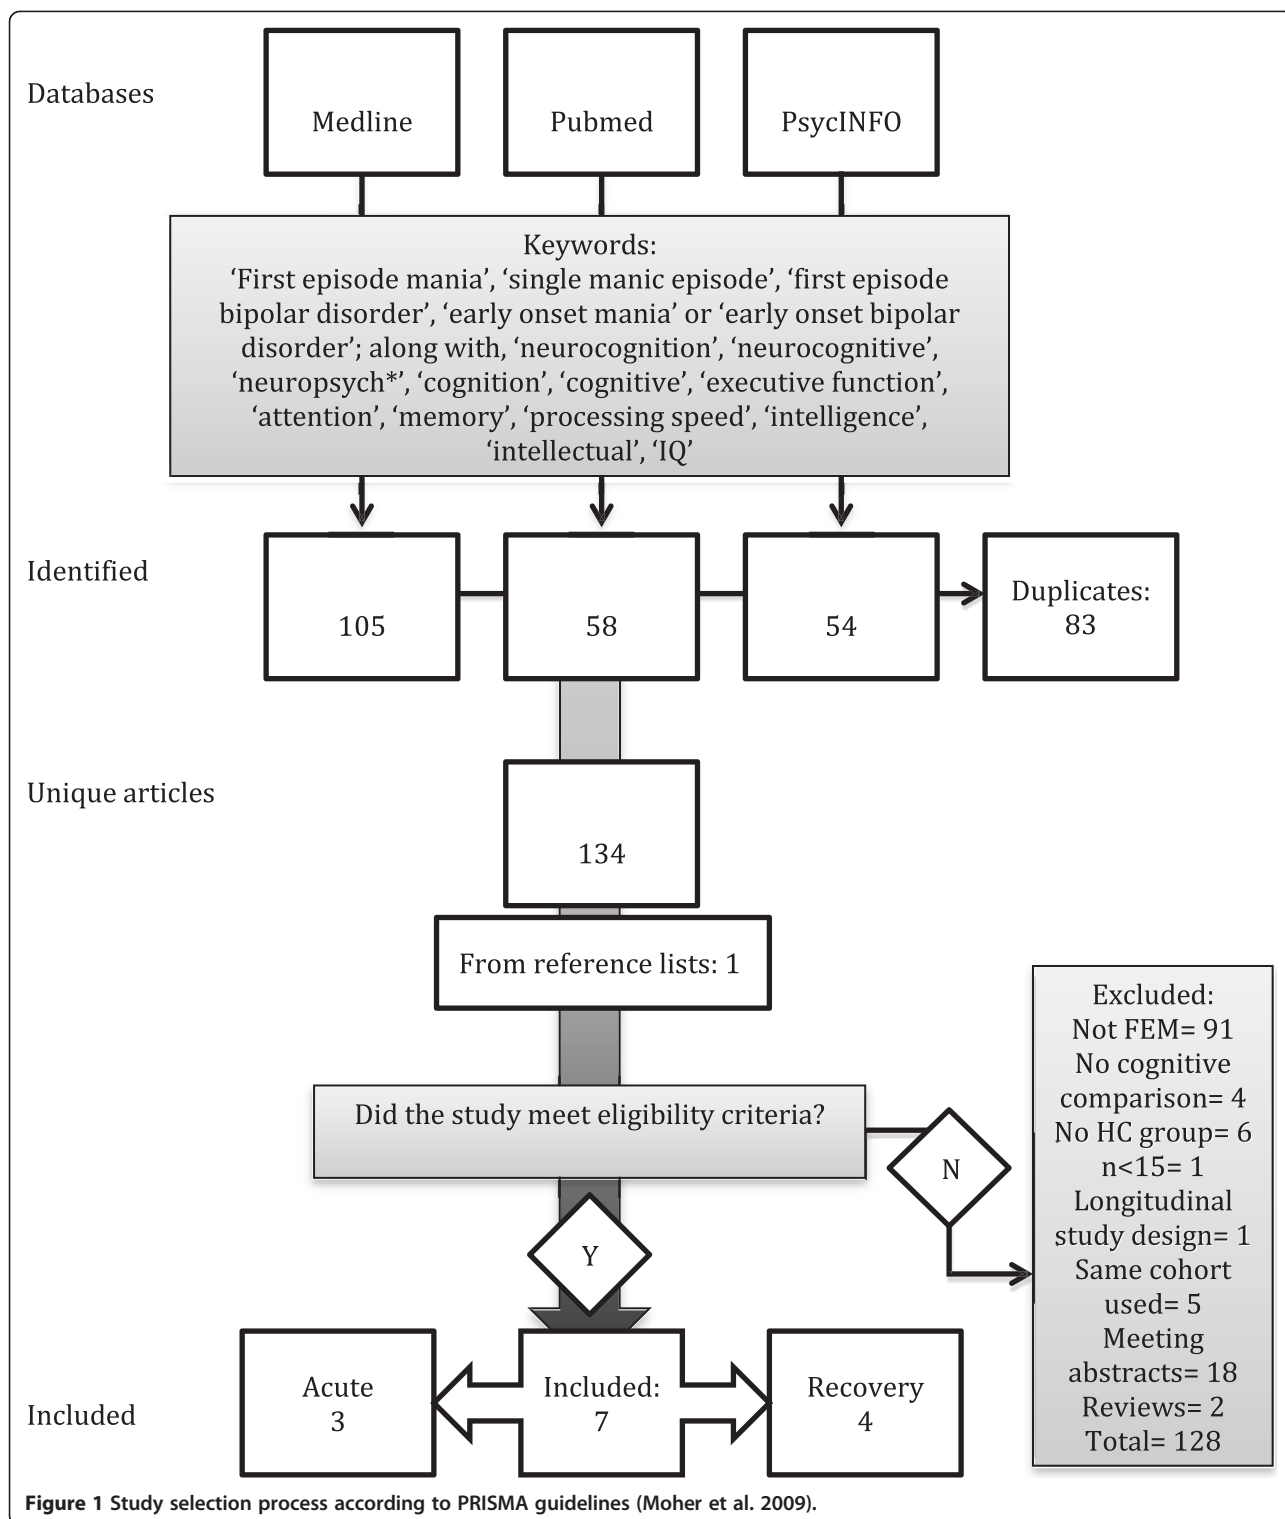 Databases
Medline
Pubmed
PsycINFO
Keywords:
‘First episode mania’, ‘single manic episode’, ‘first episode
bipolar disorder’, ‘early onset mania’ or ‘early onset bipolar
disorder’; along with, ‘neurocognition’, ‘neurocognitive’,
‘neuropsych*’, ‘cognition’, ‘cognitive’, ‘executive function’,
‘attention’, ‘memory’, ‘processing speed’, ‘intelligence’,
‘intellectual’, ‘IQ’
Identified
105
58
54
Duplicates:
83
Unique articles
134
From reference lists: 1
Did the study meet eligibility criteria?
N
Y
Excluded:
Not FEM= 91
No cognitive
comparison= 4
No HC group= 6
n<15= 1
Longitudinal
study design= 1
Same cohort
used= 5
Meeting
abstracts= 18
Reviews= 2
Total= 128
Included
Acute
3
Included:
7
Recovery
4
Figure 1 Study selection process according to PRISMA guidelines (Moher et al. 2009).